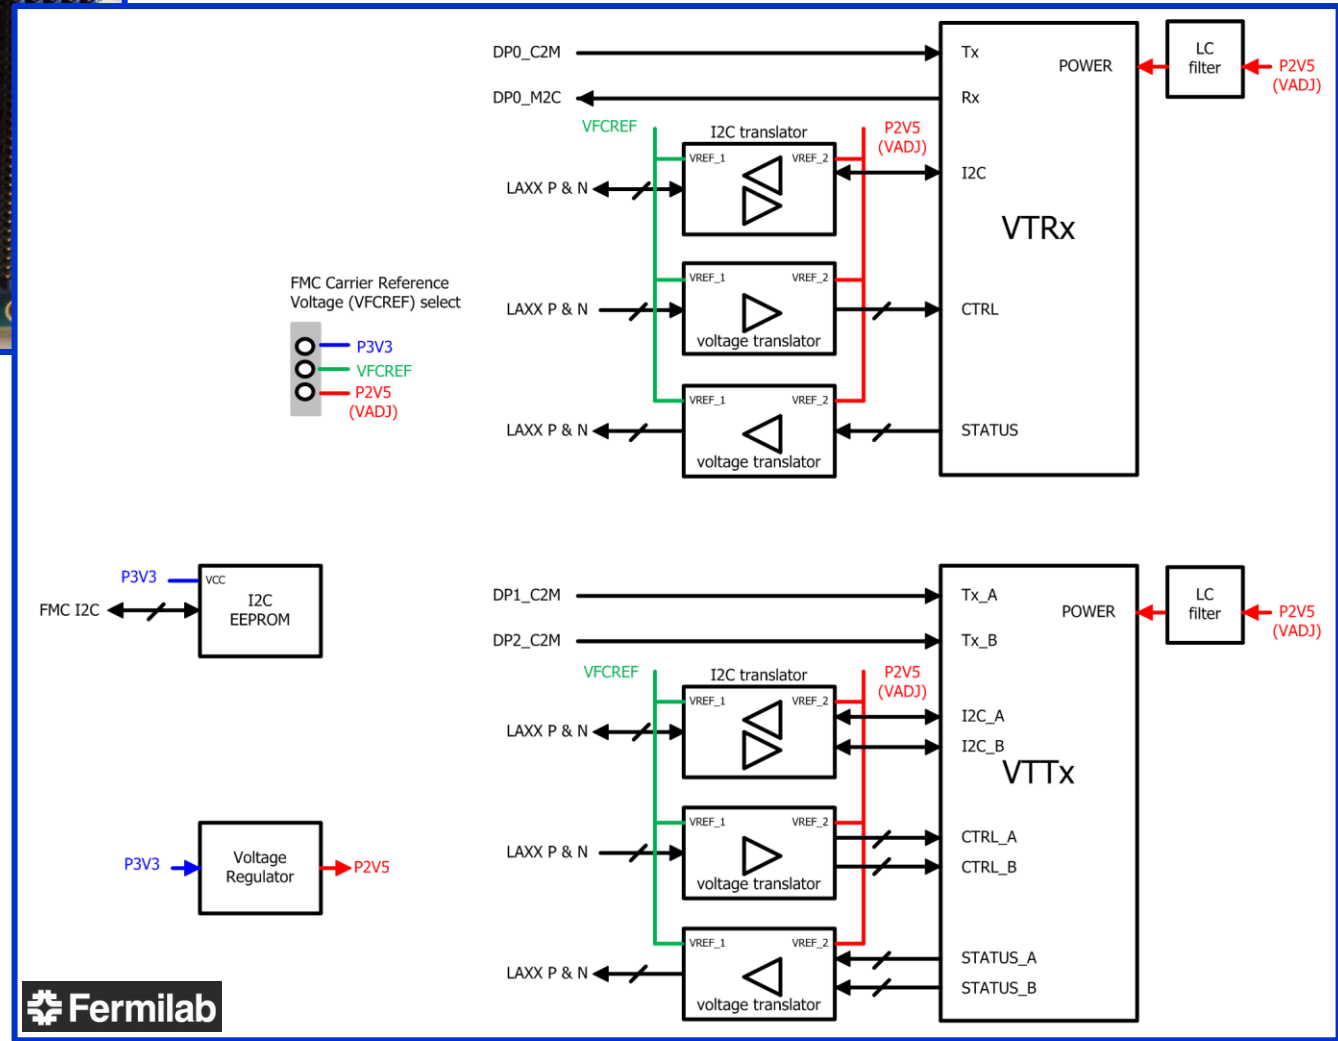 DP0_C2M
Tx
POWER
LC
filter
P2V5
(VADJ)
DP0_M2C
Rx
VFCREF
I2C translator
P2V5
(VADJ)
VREF_1
VREF_2
LAXX P & N
I2C
VTRx
FMC Carrier Reference
Voltage (VFCREF) select
P3V3
VFCREF
P2V5
(VADJ)
VREF_1
VREF_2
LAXX P & N
CTRL
voltage translator
VREF_1
VREF_2
LAXX P & N
STATUS
voltage translator
P3V3
VCC
I2C
EEPROM
FMC I2C
DP1_C2M
Tx_A
POWER
LC
filter
P2V5
(VADJ)
DP2_C2M
Tx_B
VFCREF
I2C translator
P2V5
(VADJ)
VREF_1
VREF_2
LAXX P & N
I2C_A
I2C_B
VTTx
P3V3
Voltage
Regulator
P2V5
VREF_1
VREF_2
LAXX P & N
CTRL_A
CTRL_B
voltage translator
VREF_1
VREF_2
LAXX P & N
STATUS_A
STATUS_B
voltage translator
Fermilab